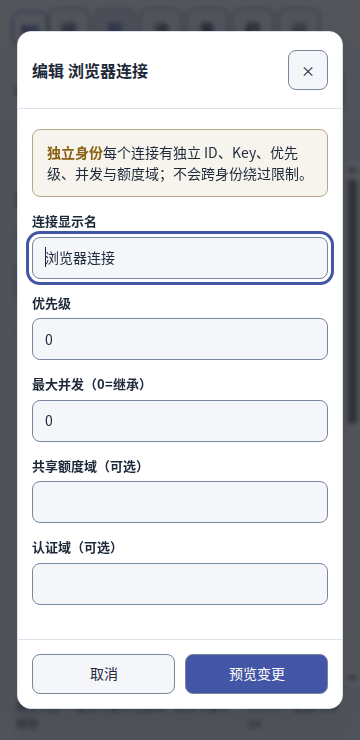 编辑 浏览器连接
×
独立身份每个连接有独立 ID、Key、优先
级、并发与额度域；不会跨身份绕过限制。
连接显示名
浏览器连接
优先级
0
最大并发（0=继承）
0
共享额度域（可选）
认证域（可选）
取消
预览变更